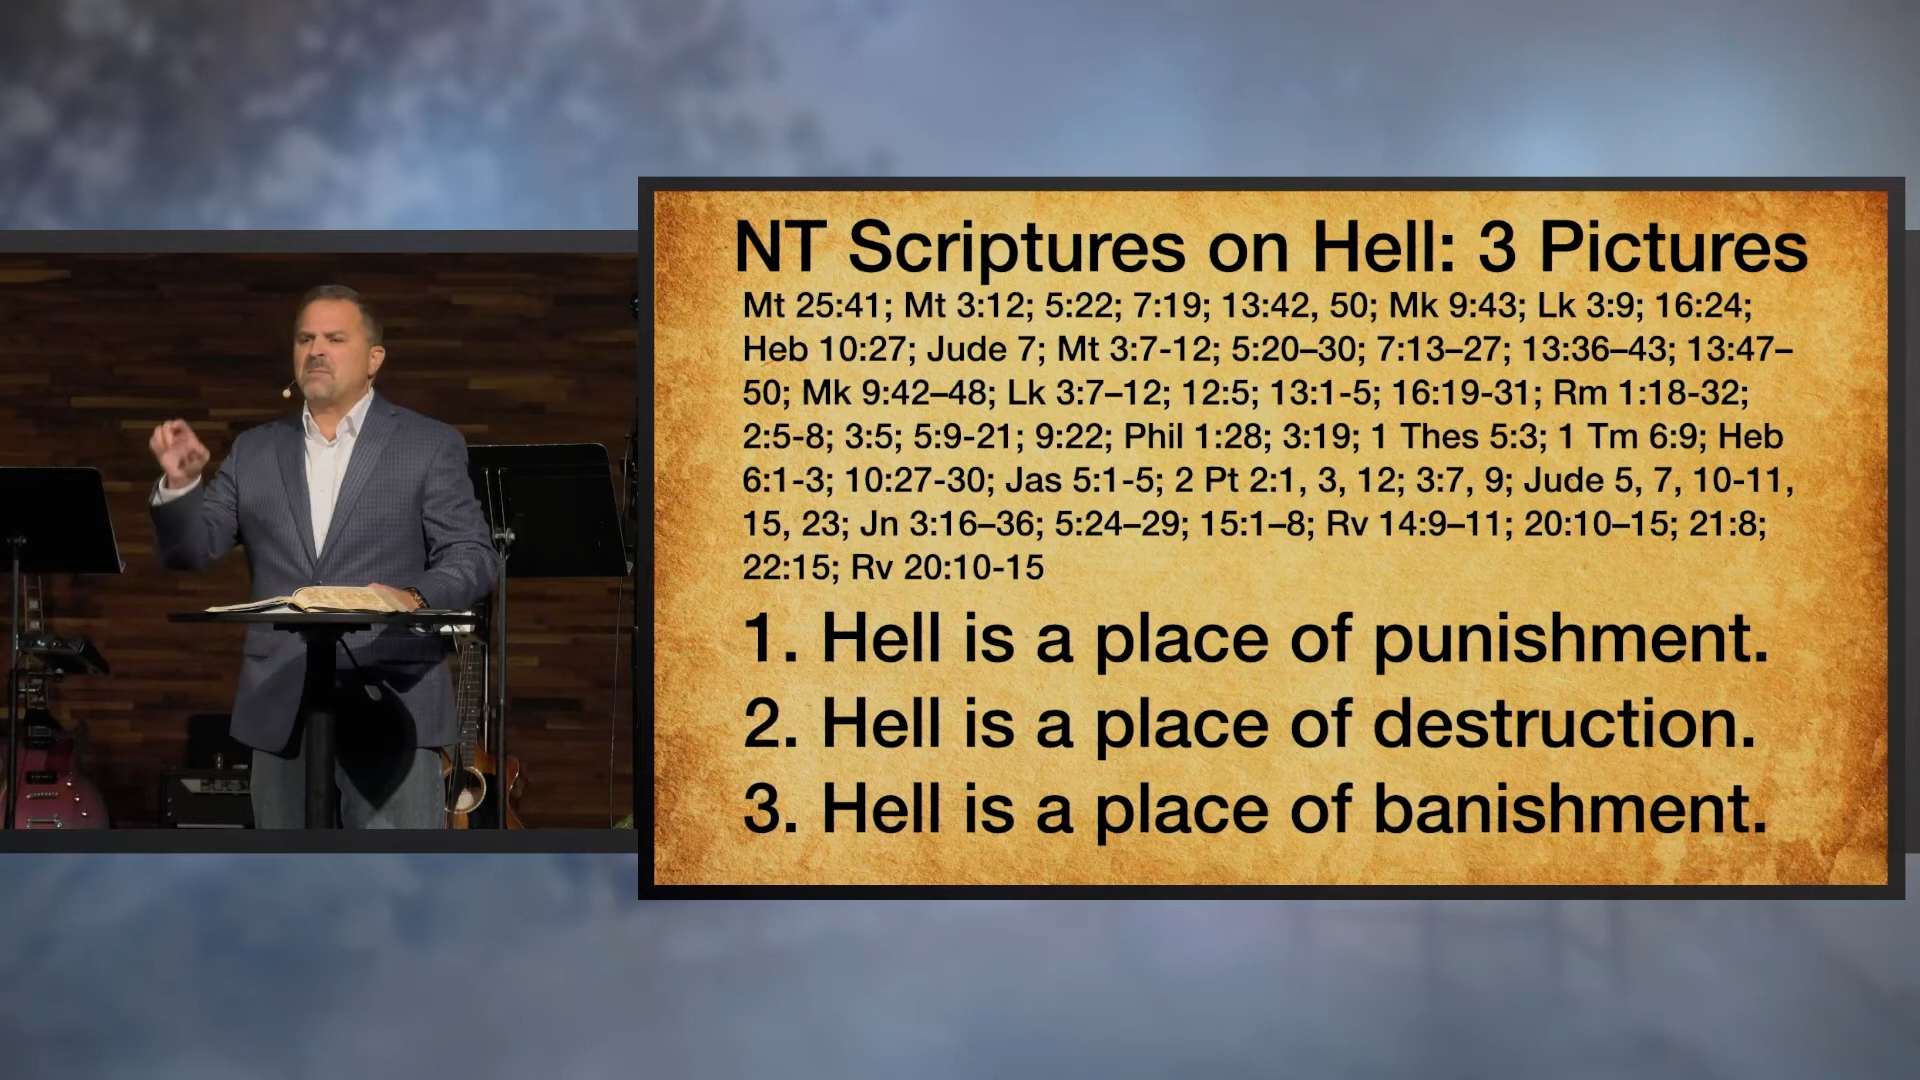 NT Scriptures on Hell: 3 Pictures
Mt 25:41; Mt 3:12; 5:22; 7:19; 13:42, 50; Mk 9:43; Lk 3:9; 16:24;
Heb 10:27; Jude 7; Mt 3:7-12; 5:20–30; 7:13–27; 13:36–43; 13:47–
50; Mk 9:42–48; Lk 3:7–12; 12:5; 13:1-5; 16:19-31; Rm 1:18-32;
2:5-8; 3:5; 5:9-21; 9:22; Phil 1:28; 3:19; 1 Thes 5:3; 1 Tm 6:9; Heb
6:1-3; 10:27-30; Jas 5:1-5; 2 Pt 2:1, 3, 12; 3:7, 9; Jude 5, 7, 10-11,
15, 23; Jn 3:16–36; 5:24–29; 15:1–8; Rv 14:9–11; 20:10–15; 21:8;
22:15; Rv 20:10-15
1. Hell is a place of punishment.
2. Hell is a place of destruction.
3. Hell is a place of banishment.